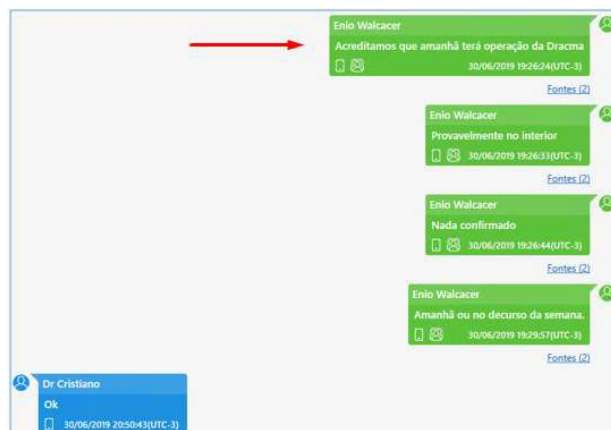 Enio Walcacer
Acreditamos que amanhã terá operação da Dracma
30/06/2019 19:26:24(UTC-3)
Fontes (2)
Enio Walcacer
Provavelmente no interior
30/06/2019 19:26:33(UTC-3)
Fontes (2)
Enio Walcacer
Nada confirmado
30/06/2019 19:26:44(UTC-3)
Fontes (2)
Enio Walcacer
Amanhã ou no decurso da semana.
30/06/2019 19:29:57(UTC-3)
Fontes (2)
Dr Cristiano
Ok
30/06/2019 20:50:43(UTC-3)